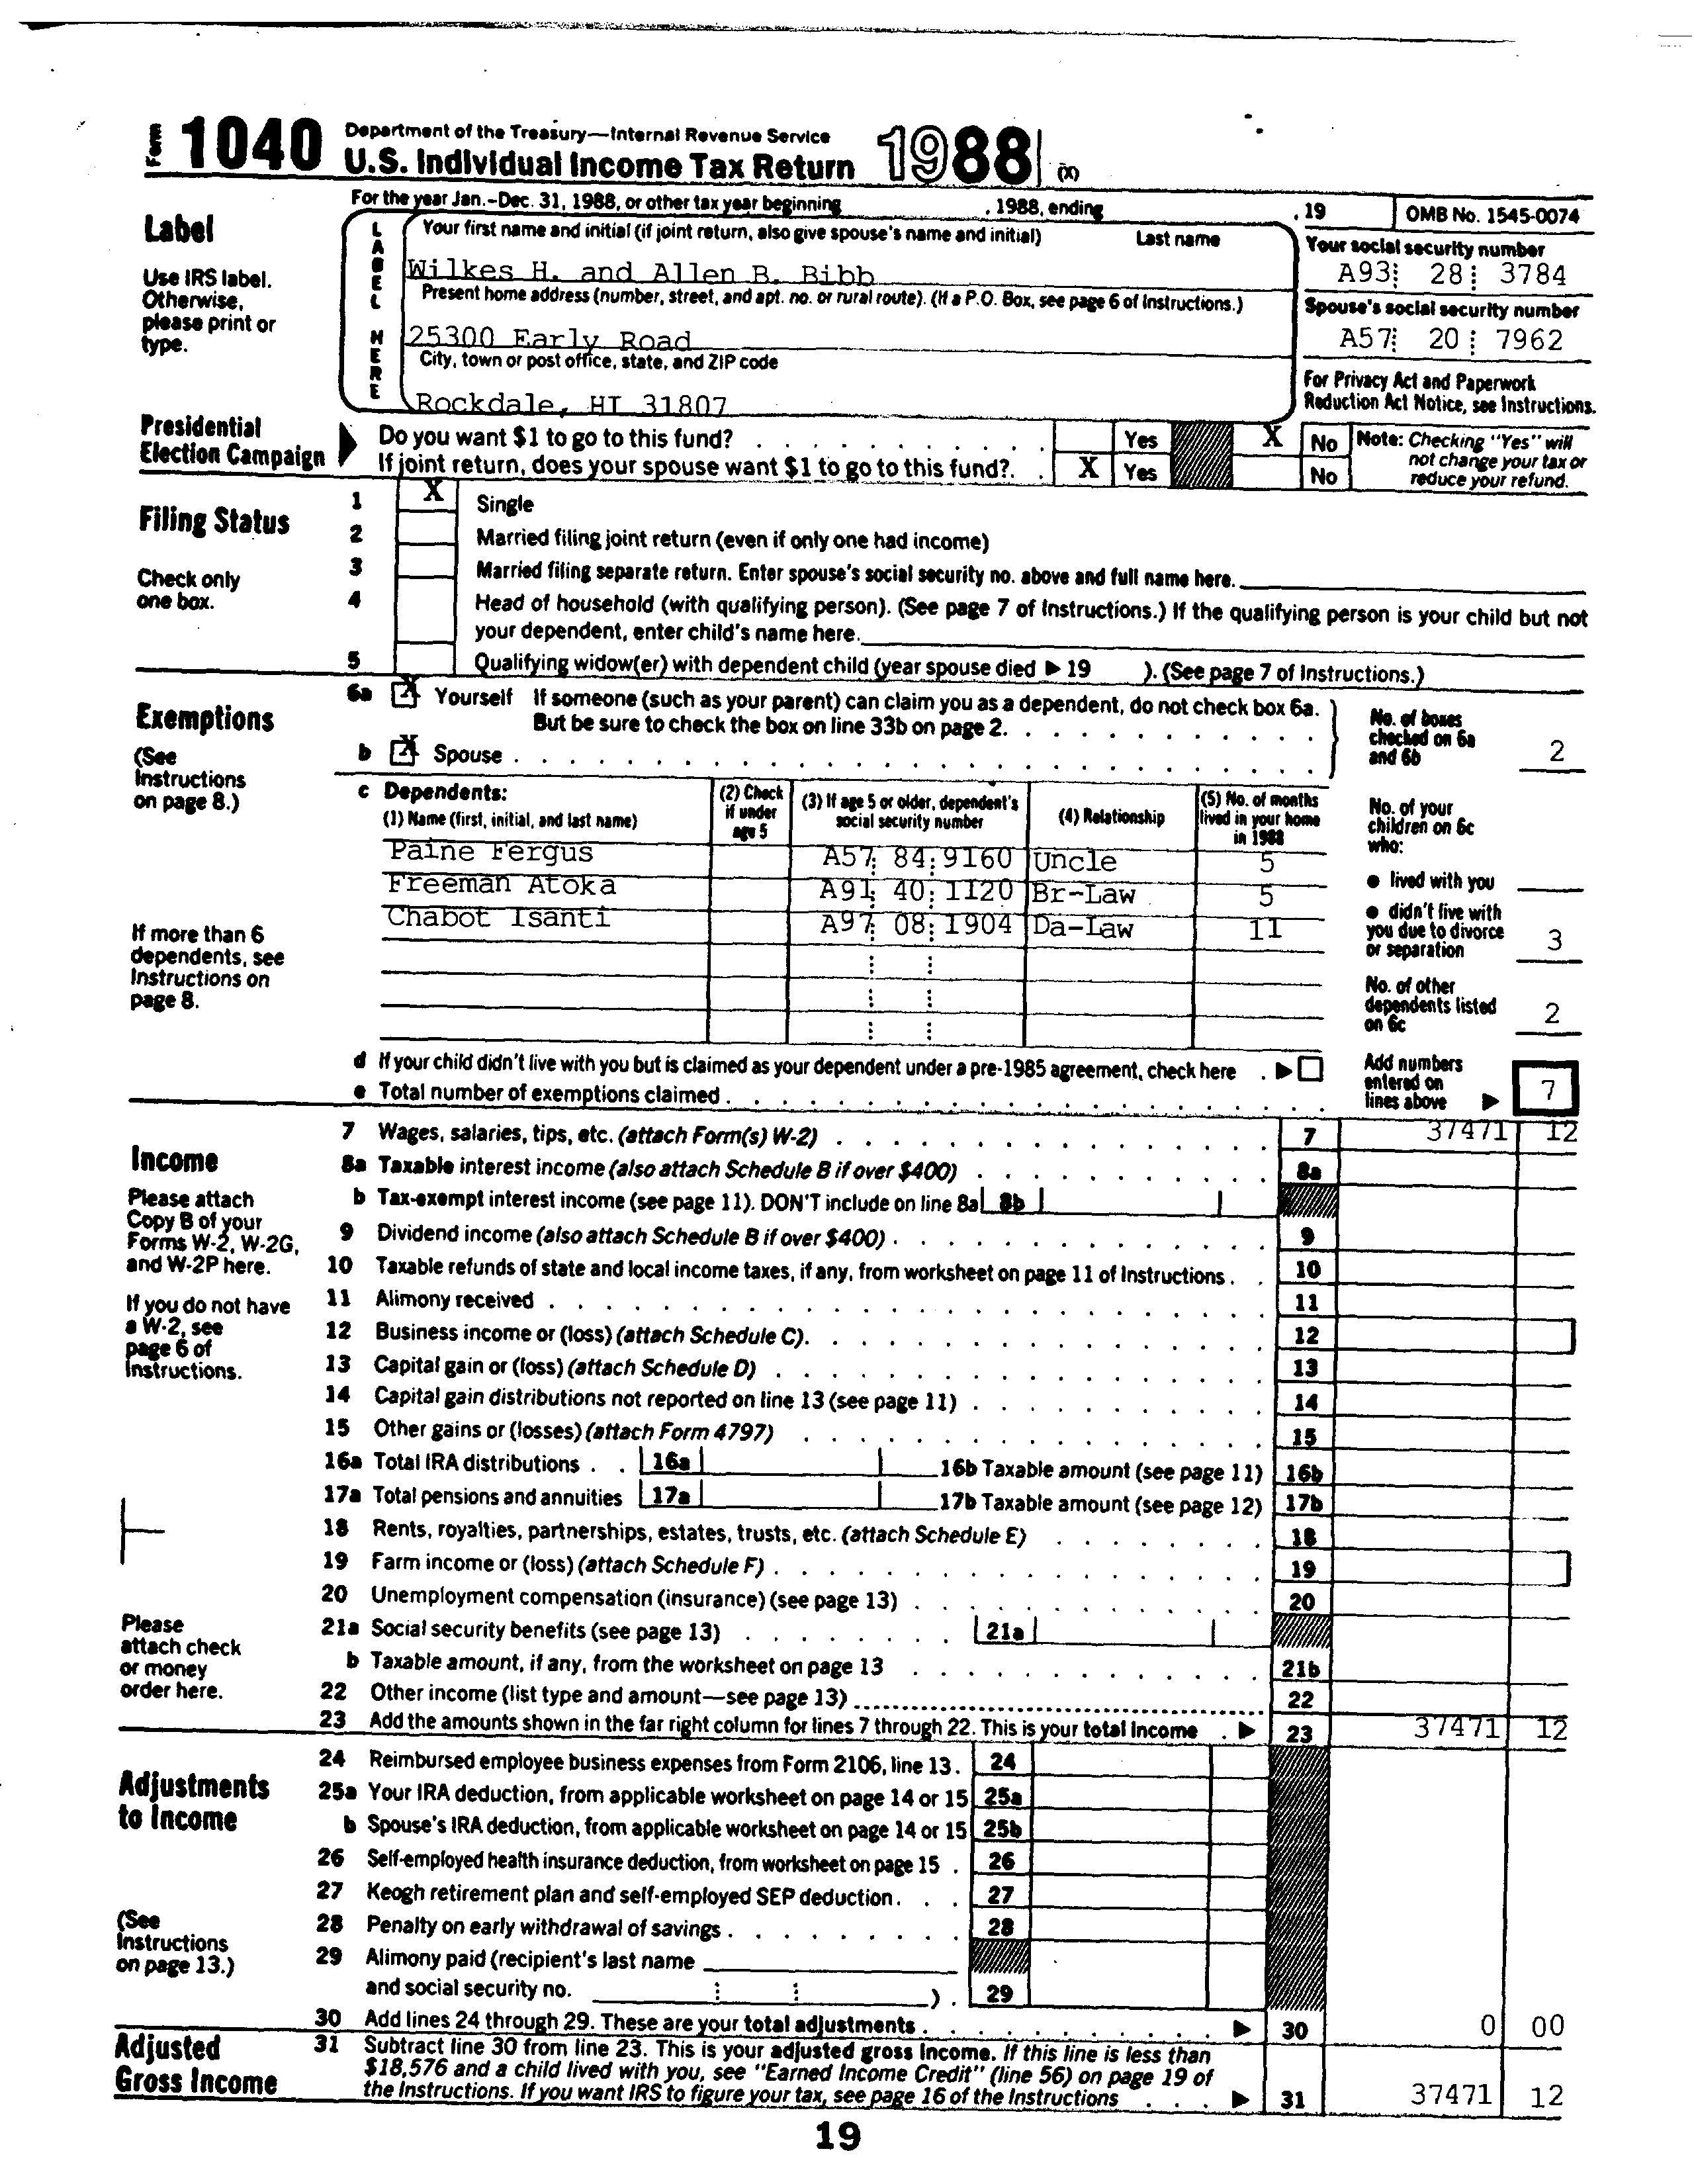 Form 1040 Department of the Treasury—Internal Revenue Service
U.S. Individual Income Tax Return 1988 (X)
For the year Jan.-Dec. 31, 1988, or other tax year beginning , 1988, ending , 19 OMB No. 1545-0074
Label
Use IRS label. Otherwise, please print or type.
LABEL HERE
Your first name and initial (if joint return, also give spouse's name and initial) Last name
Wilkes H. and Allen B. Bibb
Your social security number
A93 28 3784
Present home address (number, street, and apt. no. or rural route). (If a P.O. Box, see page 6 of Instructions.)
25300 Early Road
Spouse's social security number
A57 20 7962
City, town or post office, state, and ZIP code
Rockdale, HI 31807
For Privacy Act and Paperwork Reduction Act Notice, see Instructions.
Presidential Election Campaign
Do you want $1 to go to this fund? Yes X No
If joint return, does your spouse want $1 to go to this fund? X Yes No
Note: Checking "Yes" will not change your tax or reduce your refund.
Filing Status
Check only one box.
1 X Single
2 Married filing joint return (even if only one had income)
3 Married filing separate return. Enter spouse's social security no. above and full name here.
4 Head of household (with qualifying person). (See page 7 of Instructions.) If the qualifying person is your child but not
your dependent, enter child's name here.
5 Qualifying widow(er) with dependent child (year spouse died ▶ 19 ). (See page 7 of Instructions.)
Exemptions
(See Instructions on page 8.)
6a X Yourself If someone (such as your parent) can claim you as a dependent, do not check box 6a.
But be sure to check the box on line 33b on page 2.
b X Spouse
No. of boxes checked on 6a and 6b 2
c Dependents:
(1) Name (first, initial, and last name) (2) Check if under age 5 (3) If age 5 or older, dependent's social security number (4) Relationship (5) No. of months lived in your home in 1988
Paine Fergus A57 84 9160 Uncle 5
Freeman Atoka A91 40 1120 Br-Law 5
Chabot Isanti A97 08 1904 Da-Law 11
If more than 6 dependents, see Instructions on page 8.
No. of your children on 6c who:
● lived with you
● didn't live with you due to divorce or separation 3
No. of other dependents listed on 6c 2
d If your child didn't live with you but is claimed as your dependent under a pre-1985 agreement, check here ▶
e Total number of exemptions claimed
Add numbers entered on lines above ▶ 7
Income
Please attach Copy B of your Forms W-2, W-2G, and W-2P here.
If you do not have a W-2, see page 6 of Instructions.
Please attach check or money order here.
7 Wages, salaries, tips, etc. (attach Form(s) W-2) 7 37471 12
8a Taxable interest income (also attach Schedule B if over $400) 8a
b Tax-exempt interest income (see page 11). DON'T include on line 8a 8b
9 Dividend income (also attach Schedule B if over $400) 9
10 Taxable refunds of state and local income taxes, if any, from worksheet on page 11 of Instructions 10
11 Alimony received 11
12 Business income or (loss) (attach Schedule C) 12
13 Capital gain or (loss) (attach Schedule D) 13
14 Capital gain distributions not reported on line 13 (see page 11) 14
15 Other gains or (losses) (attach Form 4797) 15
16a Total IRA distributions 16a 16b Taxable amount (see page 11) 16b
17a Total pensions and annuities 17a 17b Taxable amount (see page 12) 17b
18 Rents, royalties, partnerships, estates, trusts, etc. (attach Schedule E) 18
19 Farm income or (loss) (attach Schedule F) 19
20 Unemployment compensation (insurance) (see page 13) 20
21a Social security benefits (see page 13) 21a
b Taxable amount, if any, from the worksheet on page 13 21b
22 Other income (list type and amount—see page 13) 22
23 Add the amounts shown in the far right column for lines 7 through 22. This is your total income ▶ 23 37471 12
Adjustments to Income
(See Instructions on page 13.)
24 Reimbursed employee business expenses from Form 2106, line 13. 24
25a Your IRA deduction, from applicable worksheet on page 14 or 15 25a
b Spouse's IRA deduction, from applicable worksheet on page 14 or 15 25b
26 Self-employed health insurance deduction, from worksheet on page 15 26
27 Keogh retirement plan and self-employed SEP deduction 27
28 Penalty on early withdrawal of savings 28
29 Alimony paid (recipient's last name
and social security no. ) 29
30 Add lines 24 through 29. These are your total adjustments ▶ 30 0 00
Adjusted Gross Income
31 Subtract line 30 from line 23. This is your adjusted gross income. If this line is less than
$18,576 and a child lived with you, see "Earned Income Credit" (line 56) on page 19 of
the Instructions. If you want IRS to figure your tax, see page 16 of the Instructions ▶ 31 37471 12
19